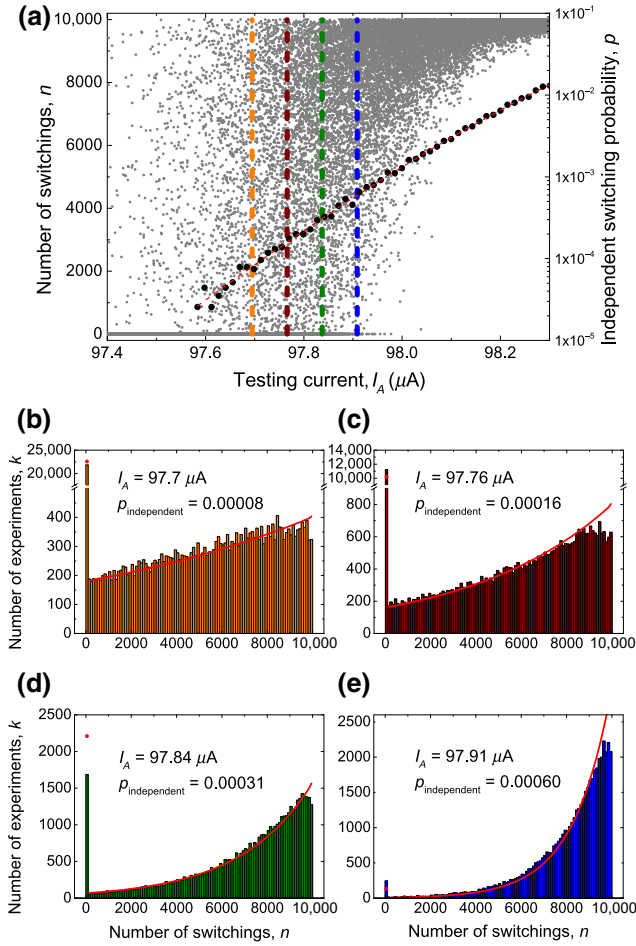 (a)
10,000
8000
6000
4000
2000
0
Number of switchings, n
1x10⁻¹
1x10⁻²
1x10⁻³
1x10⁻⁴
1x10⁻⁵
Independent switching probability, p
97.4 97.6 97.8 98.0 98.2
Testing current, I_A (μA)
(b)
25,000
20,000
400
300
200
100
0
Number of experiments, k
I_A = 97.7 μA
p_independent = 0.00008
0 2000 4000 6000 8000 10,000
(c)
14,000
12,000
10,000
800
600
400
200
0
I_A = 97.76 μA
p_independent = 0.00016
0 2000 4000 6000 8000 10,000
(d)
2500
2000
1500
1000
500
0
Number of experiments, k
I_A = 97.84 μA
p_independent = 0.00031
0 2000 4000 6000 8000 10,000
Number of switchings, n
(e)
2500
2000
1500
1000
500
0
I_A = 97.91 μA
p_independent = 0.00060
0 2000 4000 6000 8000 10,000
Number of switchings, n